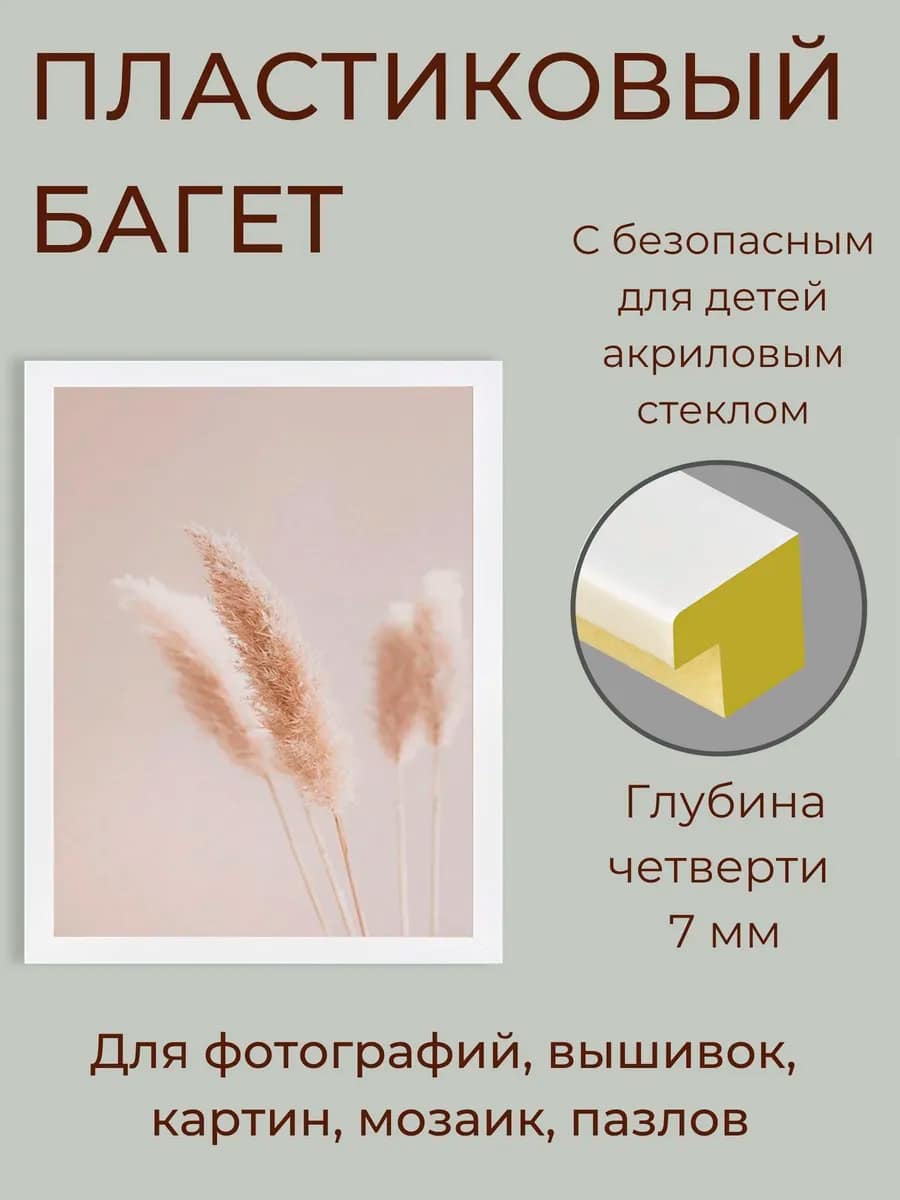 ПЛАСТИКОВЫЙ
БАГЕТ
С безопасным
для детей
акриловым
стеклом
Глубина
четверти
7 мм
Для фотографий, вышивок,
картин, мозаик, пазлов